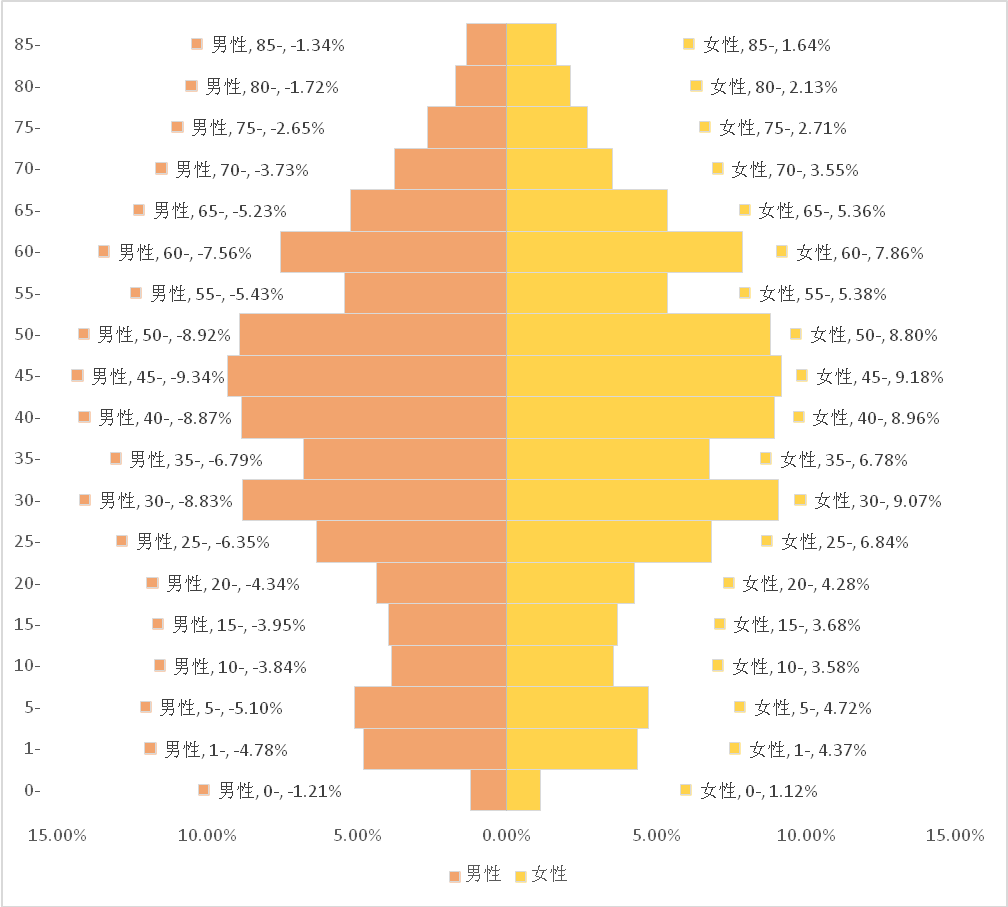 85-
男性, 85-, -1.34%
女性, 85-, 1.64%
80-
男性, 80-, -1.72%
女性, 80-, 2.13%
75-
男性, 75-, -2.65%
女性, 75-, 2.71%
70-
男性, 70-, -3.73%
女性, 70-, 3.55%
65-
男性, 65-, -5.23%
女性, 65-, 5.36%
60-
男性, 60-, -7.56%
女性, 60-, 7.86%
55-
男性, 55-, -5.43%
女性, 55-, 5.38%
50-
男性, 50-, -8.92%
女性, 50-, 8.80%
45-
男性, 45-, -9.34%
女性, 45-, 9.18%
40-
男性, 40-, -8.87%
女性, 40-, 8.96%
35-
男性, 35-, -6.79%
女性, 35-, 6.78%
30-
男性, 30-, -8.83%
女性, 30-, 9.07%
25-
男性, 25-, -6.35%
女性, 25-, 6.84%
20-
男性, 20-, -4.34%
女性, 20-, 4.28%
15-
男性, 15-, -3.95%
女性, 15-, 3.68%
10-
男性, 10-, -3.84%
女性, 10-, 3.58%
5-
男性, 5-, -5.10%
女性, 5-, 4.72%
1-
男性, 1-, -4.78%
女性, 1-, 4.37%
0-
男性, 0-, -1.21%
女性, 0-, 1.12%
15.00% 10.00% 5.00% 0.00% 5.00% 10.00% 15.00%
男性 女性